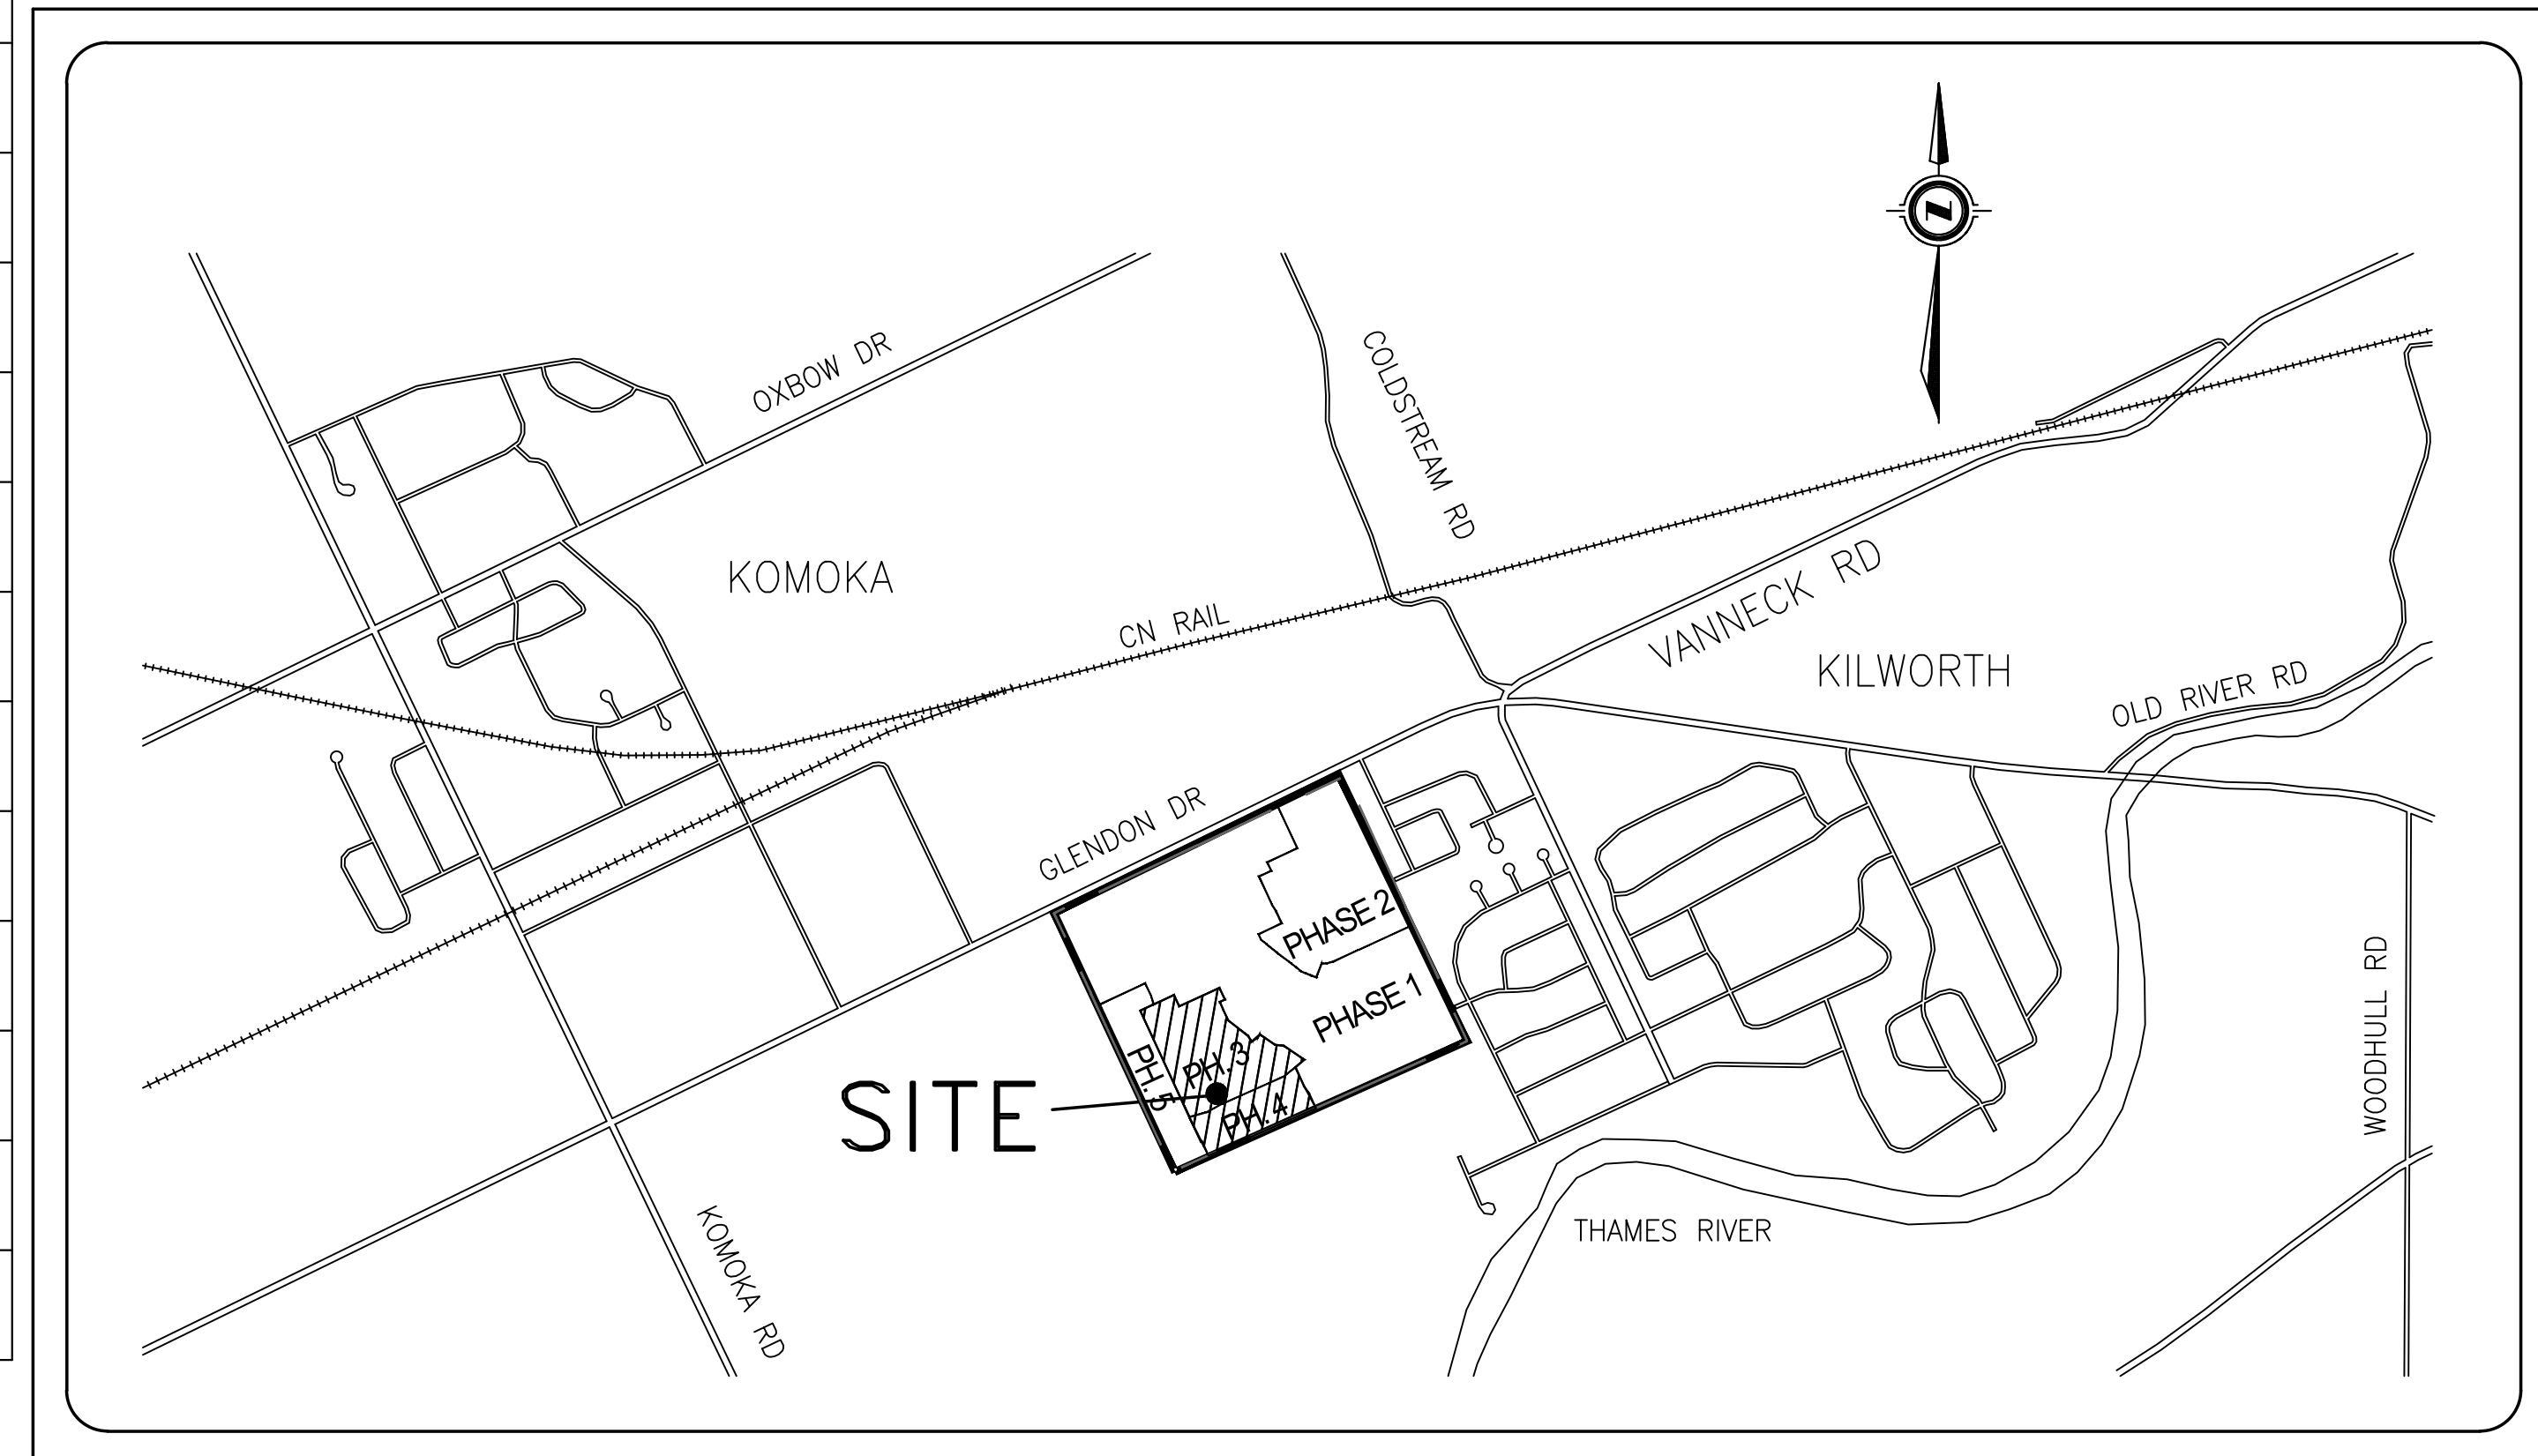 OXBOW DR
COLDSTREAM RD
KOMOKA
CN RAIL
VANNECK RD
KILWORTH
OLD RIVER RD
GLENDON DR
PHASE 2
PHASE 1
PH. 3
PH. 5
PH. 4
SITE
WOODHULL RD
THAMES RIVER
KOMOKA RD
N